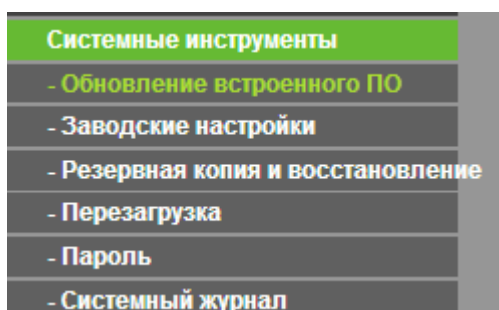 Системные инструменты
- Обновление встроенного ПО
- Заводские настройки
- Резервная копия и восстановление
- Перезагрузка
- Пароль
- Системный журнал